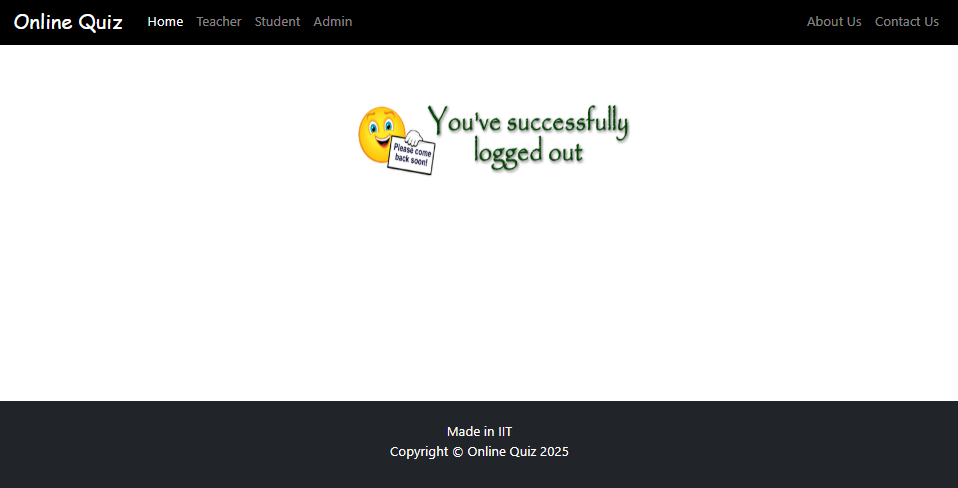 Online Quiz Home Teacher Student Admin About Us Contact Us
You've successfully
logged out
Please come
back soon!
Made in IIT
Copyright © Online Quiz 2025